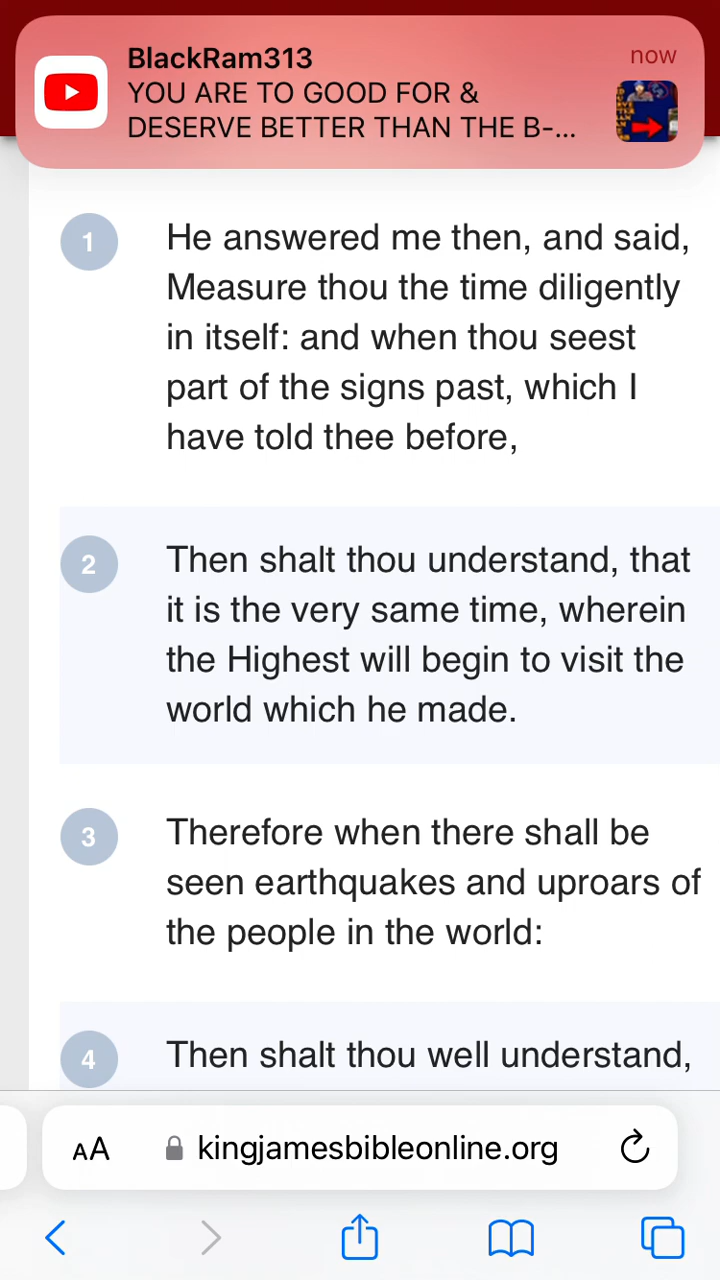 BlackRam313
now
YOU ARE TO GOOD FOR &
DESERVE BETTER THAN THE B-...
1
He answered me then, and said,
Measure thou the time diligently
in itself: and when thou seest
part of the signs past, which I
have told thee before,
2
Then shalt thou understand, that
it is the very same time, wherein
the Highest will begin to visit the
world which he made.
3
Therefore when there shall be
seen earthquakes and uproars of
the people in the world:
4
Then shalt thou well understand,
AA
kingjamesbibleonline.org